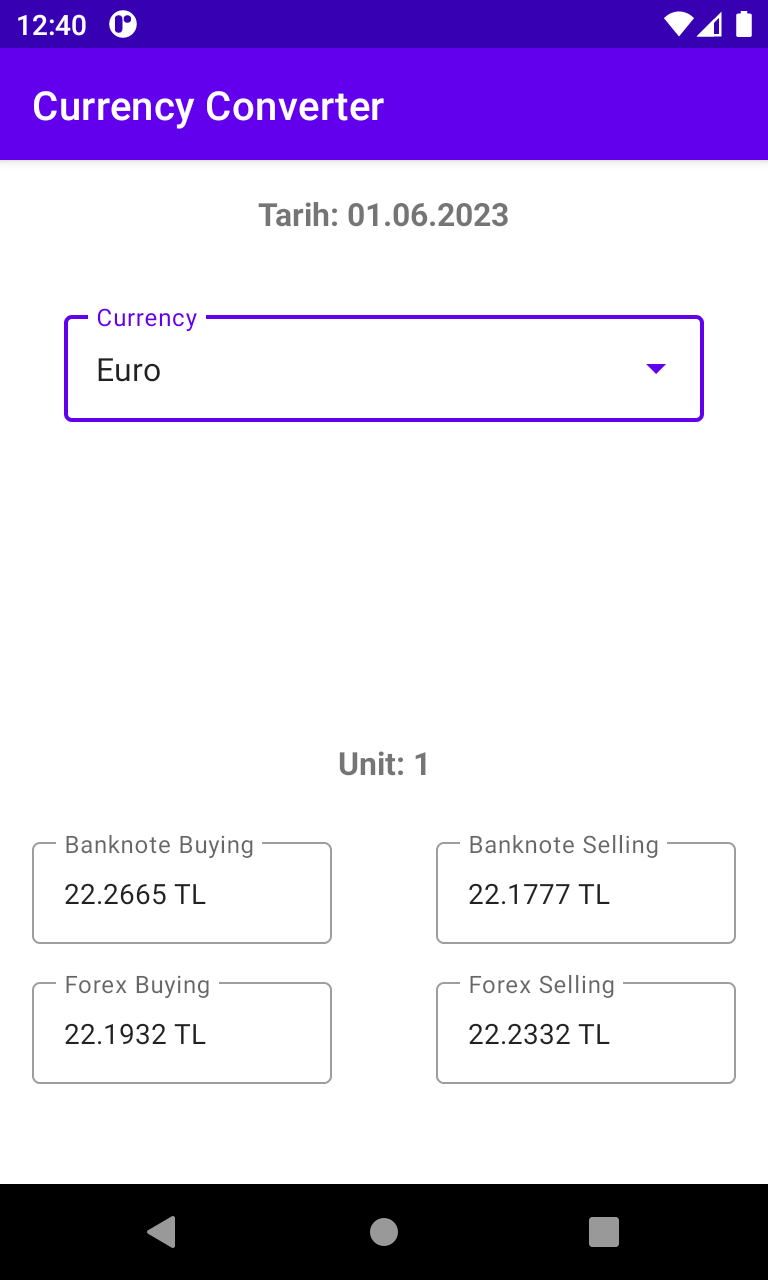 12:40
Currency Converter
Tarih: 01.06.2023
Currency
Euro
Unit: 1
Banknote Buying
22.2665 TL
Banknote Selling
22.1777 TL
Forex Buying
22.1932 TL
Forex Selling
22.2332 TL